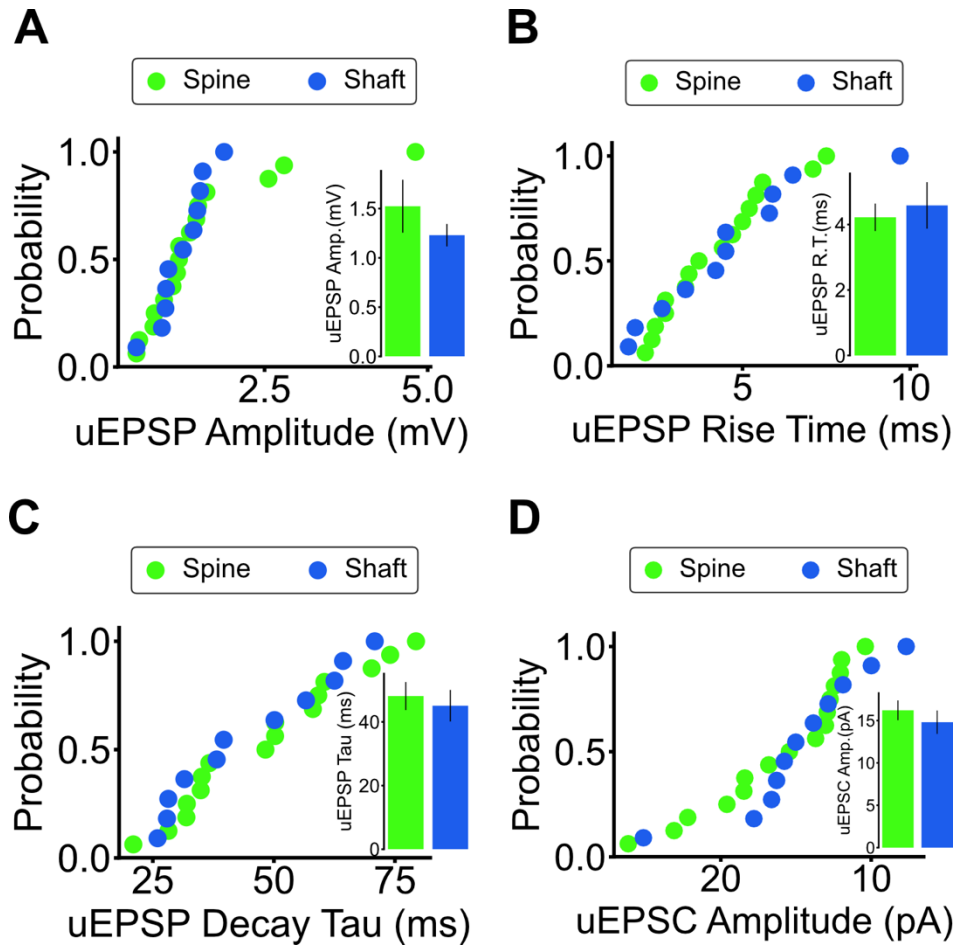 A
Spine Shaft
Probability
1.0
0.5
0.0
2.5 5.0
uEPSP Amplitude (mV)
uEPSP Amp.(mV)
1.5
1.0
0.5
0.0
B
Spine Shaft
Probability
1.0
0.5
0.0
5 10
uEPSP Rise Time (ms)
uEPSP R.T.(ms)
4
2
0
C
Spine Shaft
Probability
1.0
0.5
0.0
25 50 75
uEPSP Decay Tau (ms)
uEPSP Tau (ms)
40
20
0
D
Spine Shaft
Probability
1.0
0.5
0.0
20 10
uEPSC Amplitude (pA)
uEPSC Amp.(pA)
15
10
5
0